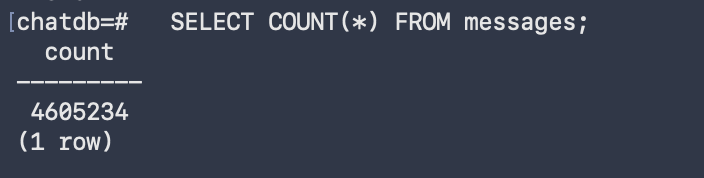 [chatdb=#   SELECT COUNT(*) FROM messages;
  count
---------
 4605234
(1 row)